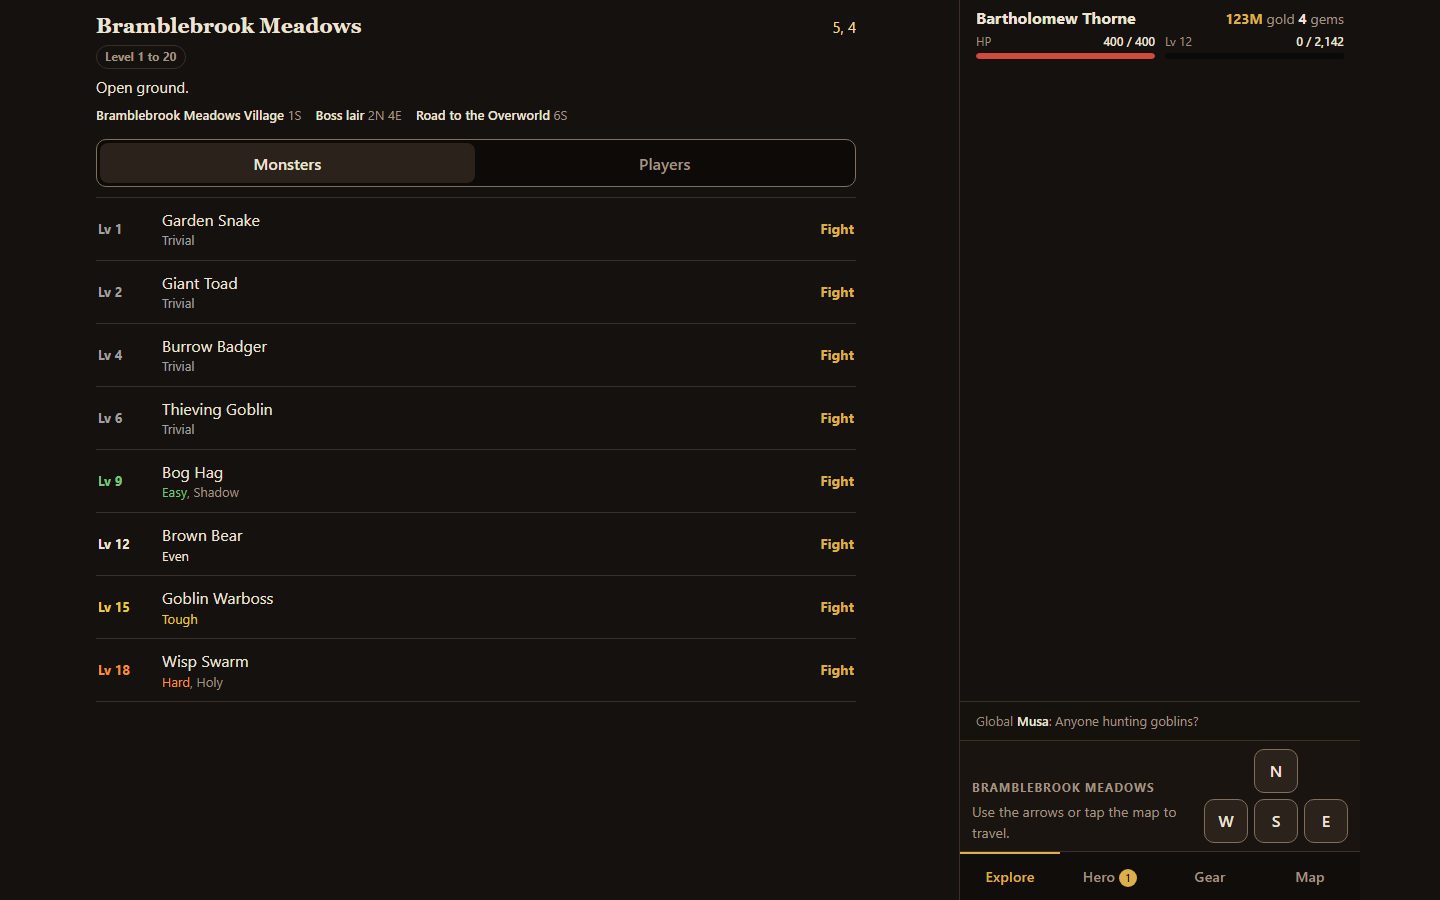 Bramblebrook Meadows
5, 4
Level 1 to 20
Open ground.
Bramblebrook Meadows Village 1S Boss lair 2N 4E Road to the Overworld 6S
Monsters Players
Lv 1 Garden Snake Fight
Trivial
Lv 2 Giant Toad Fight
Trivial
Lv 4 Burrow Badger Fight
Trivial
Lv 6 Thieving Goblin Fight
Trivial
Lv 9 Bog Hag Fight
Easy, Shadow
Lv 12 Brown Bear Fight
Even
Lv 15 Goblin Warboss Fight
Tough
Lv 18 Wisp Swarm Fight
Hard, Holy
Bartholomew Thorne 123M gold 4 gems
HP 400 / 400 Lv 12 0 / 2,142
Global Musa: Anyone hunting goblins?
N
BRAMBLEBROOK MEADOWS
Use the arrows or tap the map to
travel.
W S E
Explore Hero 1 Gear Map